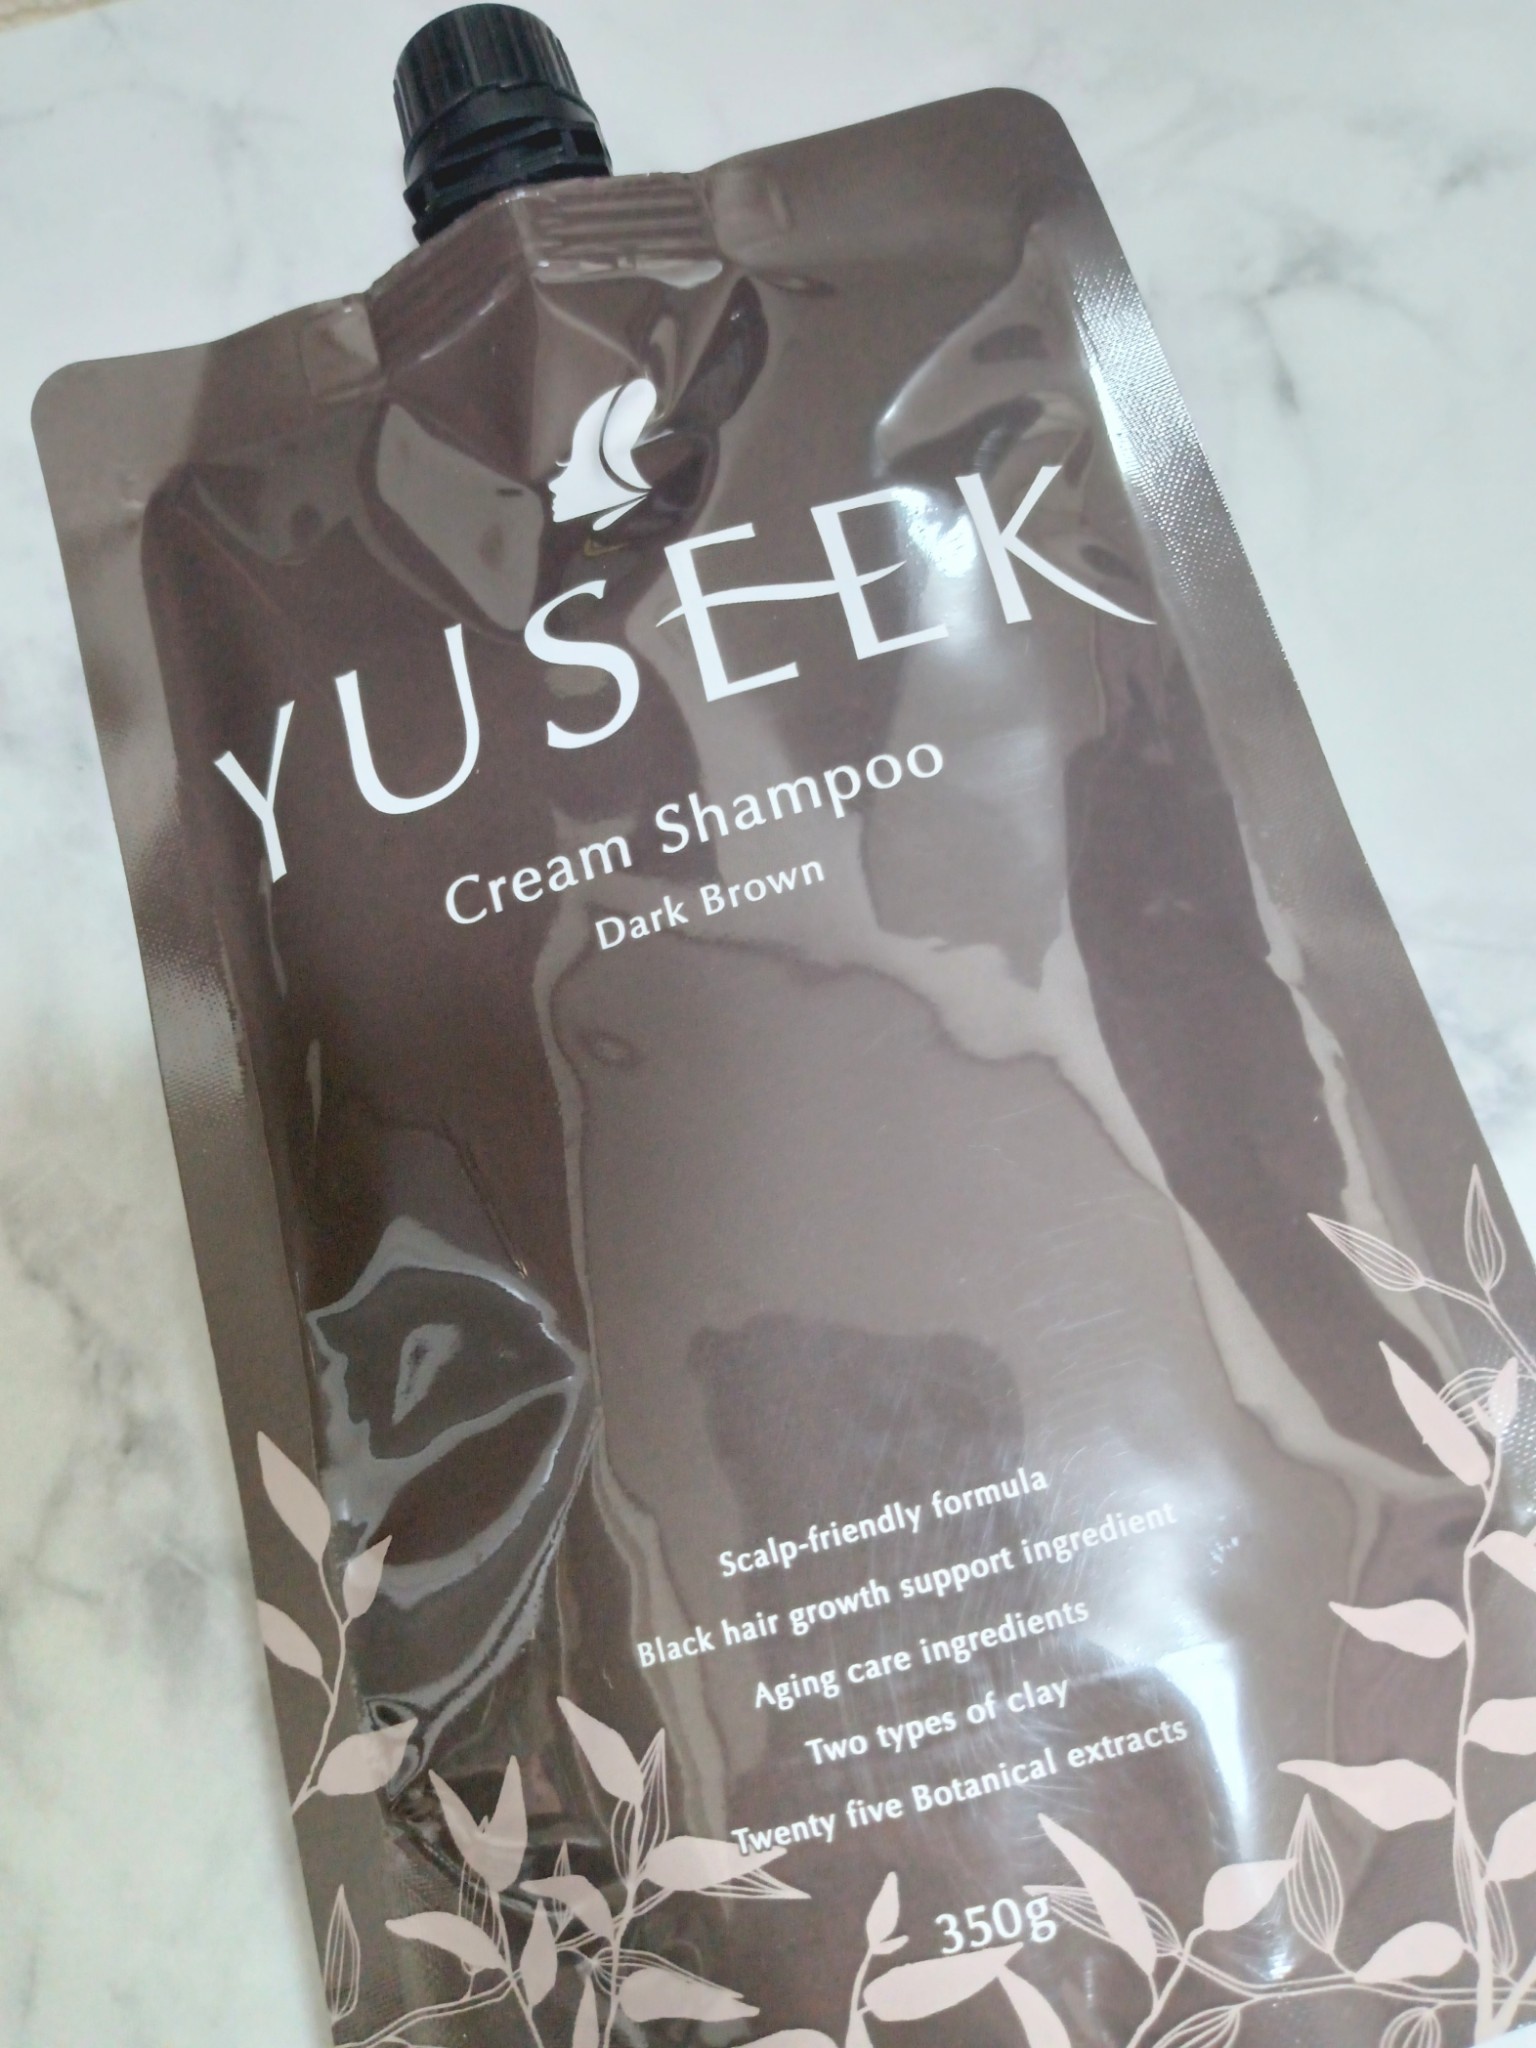 YUSEEK
Cream Shampoo
Dark Brown
Scalp-friendly formula
Black hair growth support ingredient
Aging care ingredients
Two types of clay
Twenty five Botanical extracts
350g